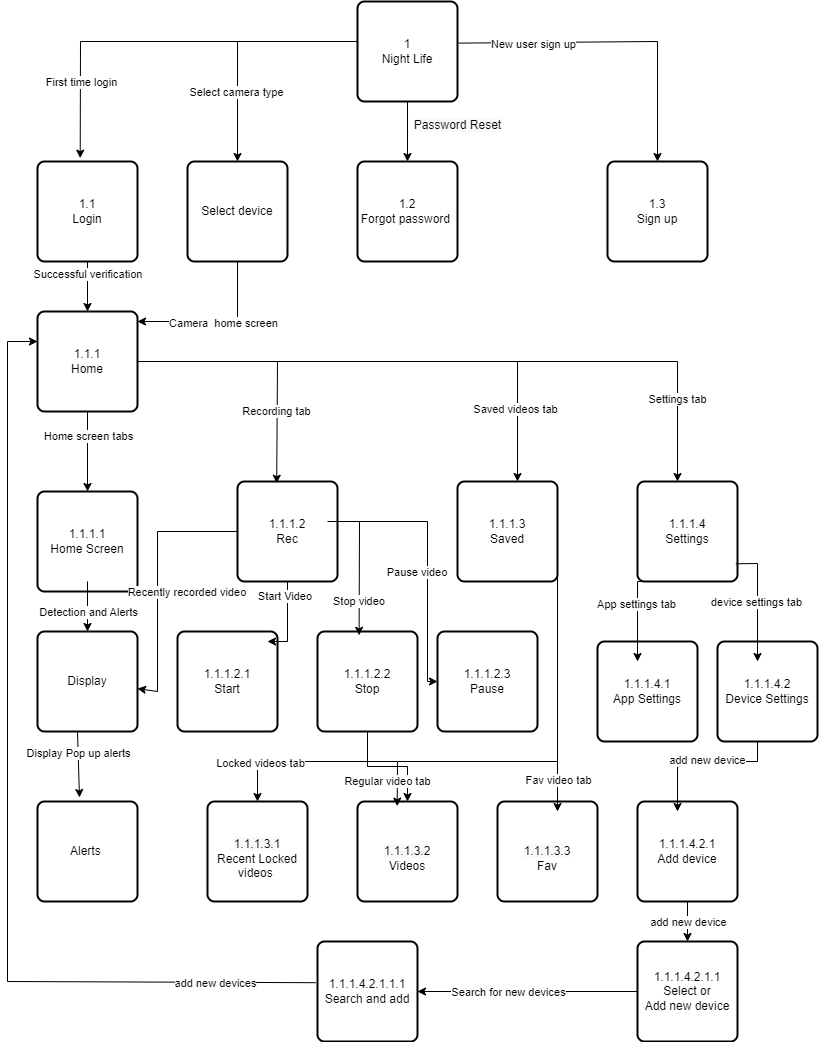 1
Night Life
New user sign up
First time login
Select camera type
Password Reset
1.1
Login
Select device
1.2
Forgot password
1.3
Sign up
Successful verification
Camera  home screen
1.1.1
Home
Recording tab
Saved videos tab
Settings tab
Home screen tabs
1.1.1.1
Home Screen
1.1.1.2
Rec
1.1.1.3
Saved
1.1.1.4
Settings
Recently recorded video
Start Video
Stop video
Pause video
App settings tab
device settings tab
Detection and Alerts
Display
1.1.1.2.1
Start
1.1.1.2.2
Stop
1.1.1.2.3
Pause
1.1.1.4.1
App Settings
1.1.1.4.2
Device Settings
Display Pop up alerts
Locked videos tab
Regular video tab
Fav video tab
add new device
Alerts
1.1.1.3.1
Recent Locked
videos
1.1.1.3.2
Videos
1.1.1.3.3
Fav
1.1.1.4.2.1
Add device
add new device
add new devices
1.1.1.4.2.1.1.1
Search and add
Search for new devices
1.1.1.4.2.1.1
Select or
Add new device